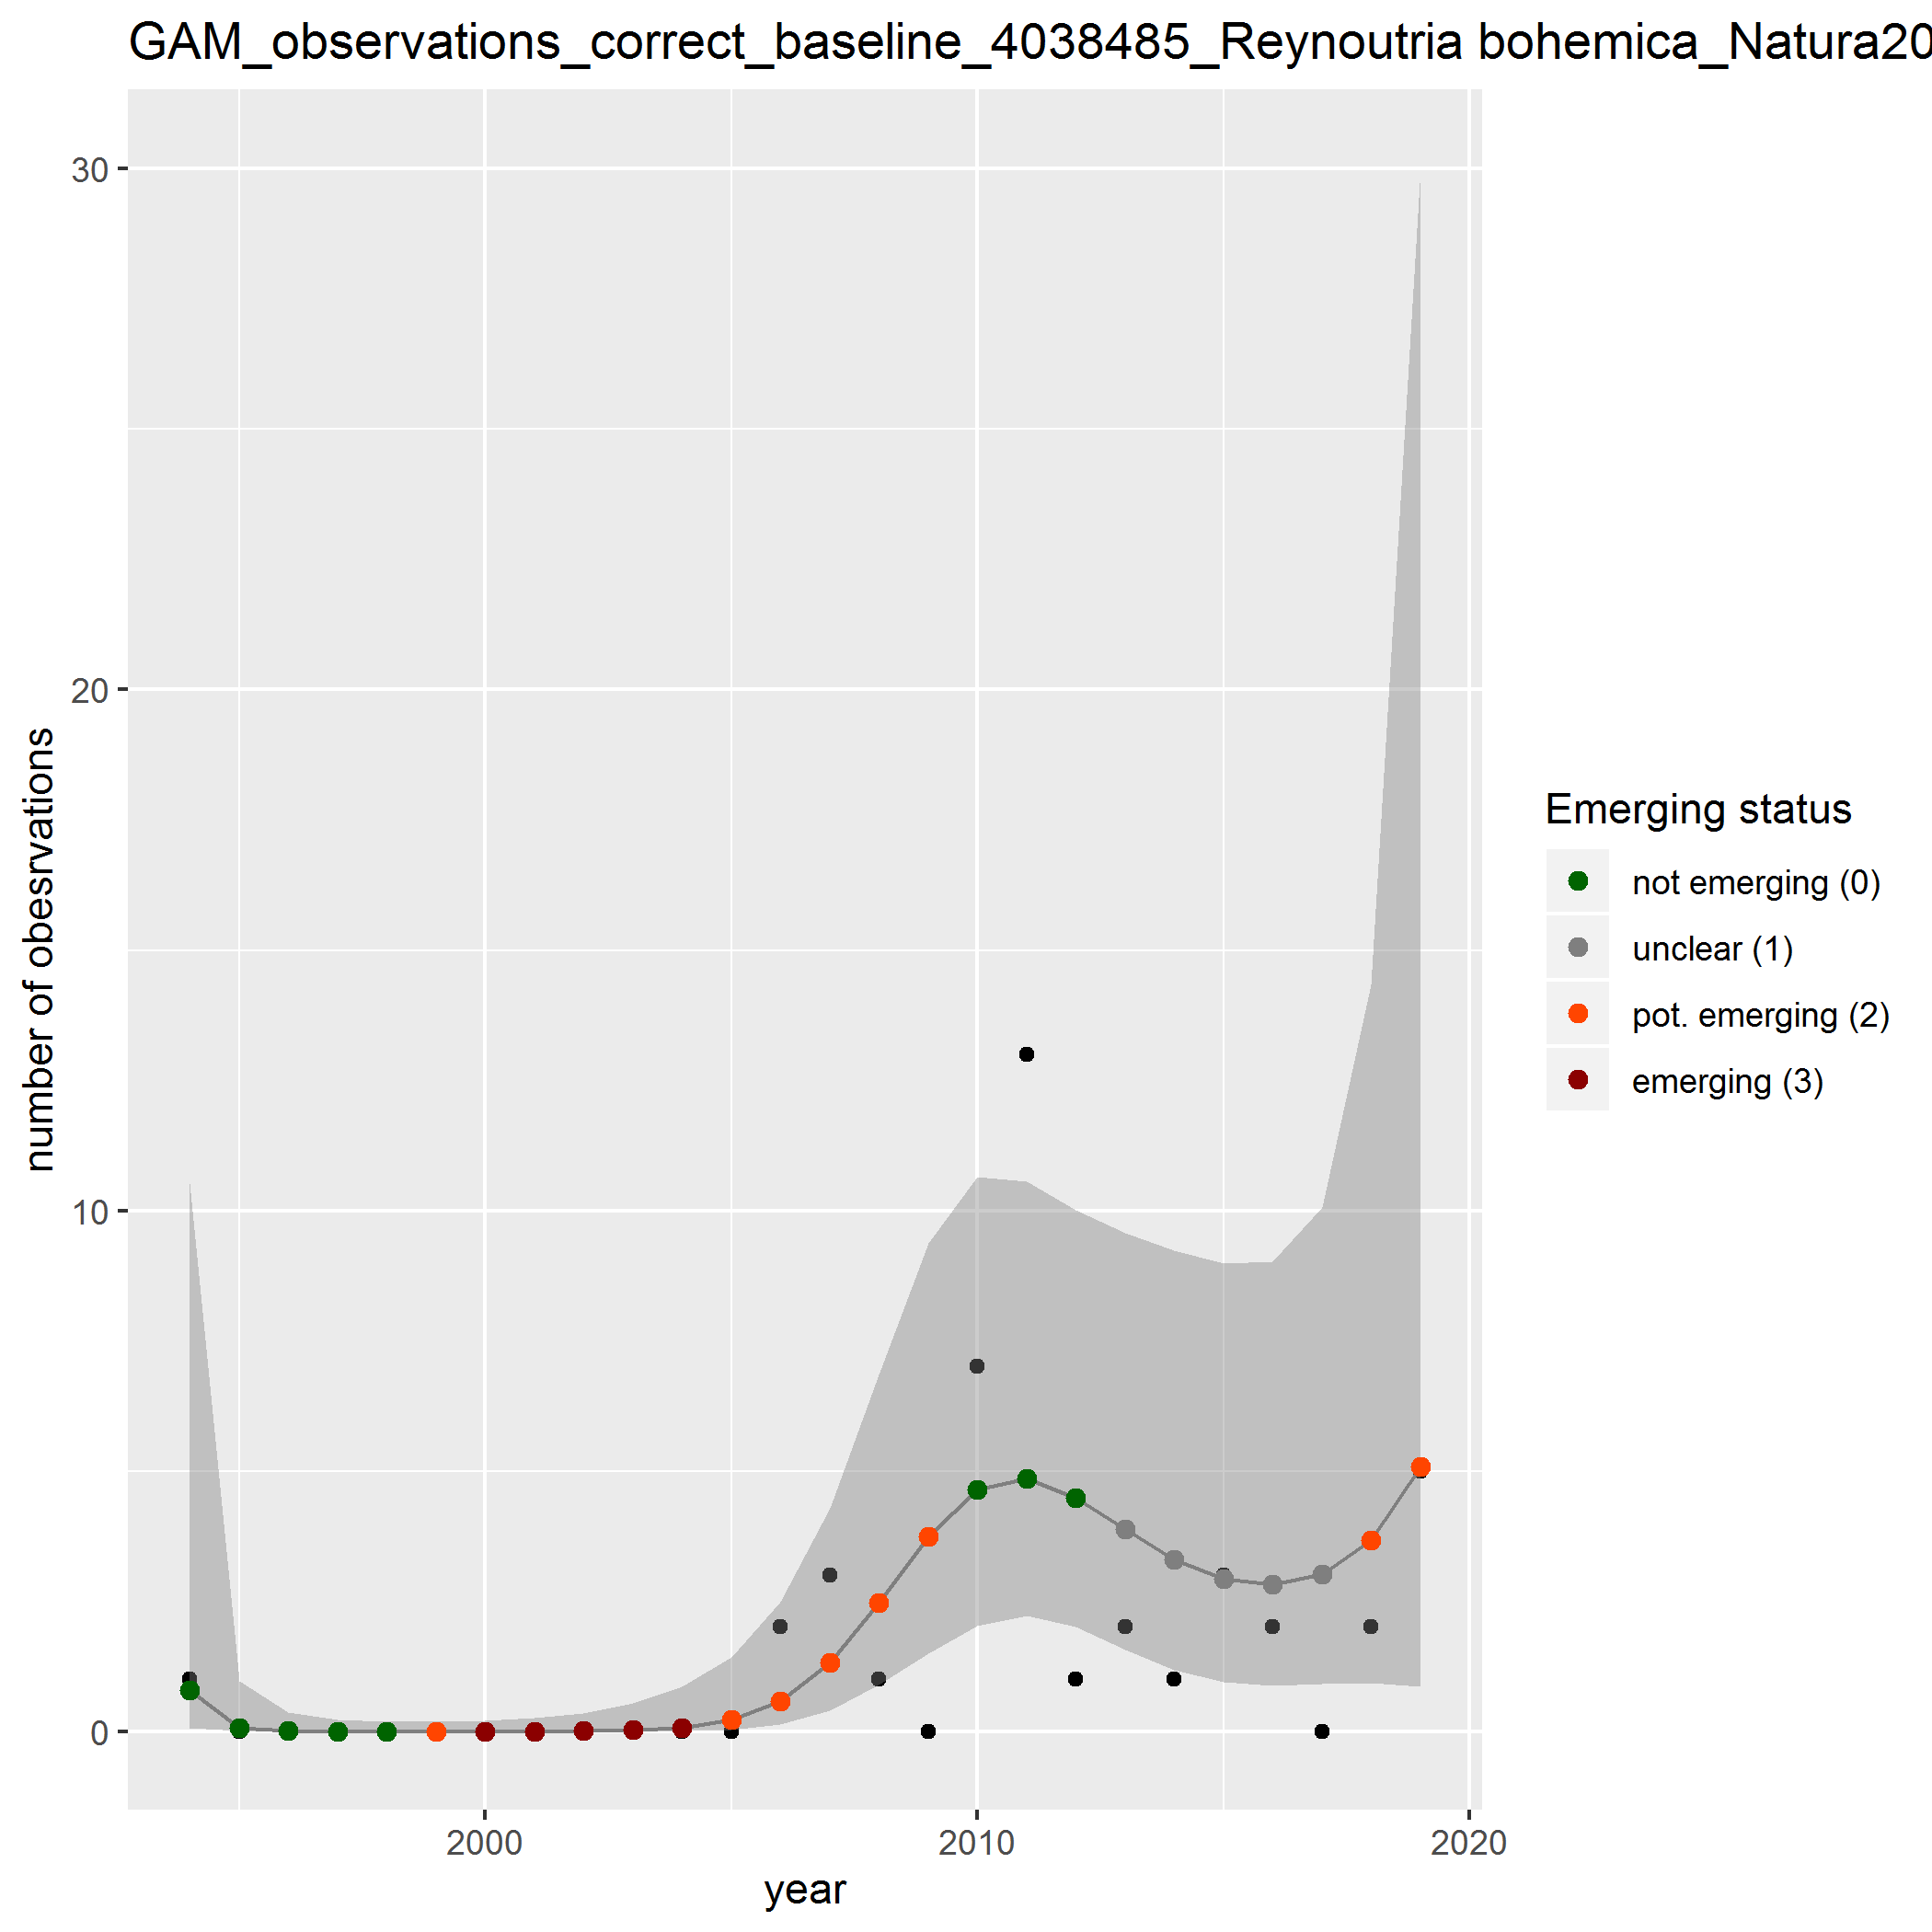 GAM_observations_correct_baseline_4038485_Reynoutria bohemica_Natura20
30
20
10
0
number of obesrvations
2000
2010
2020
year
Emerging status
not emerging (0)
unclear (1)
pot. emerging (2)
emerging (3)